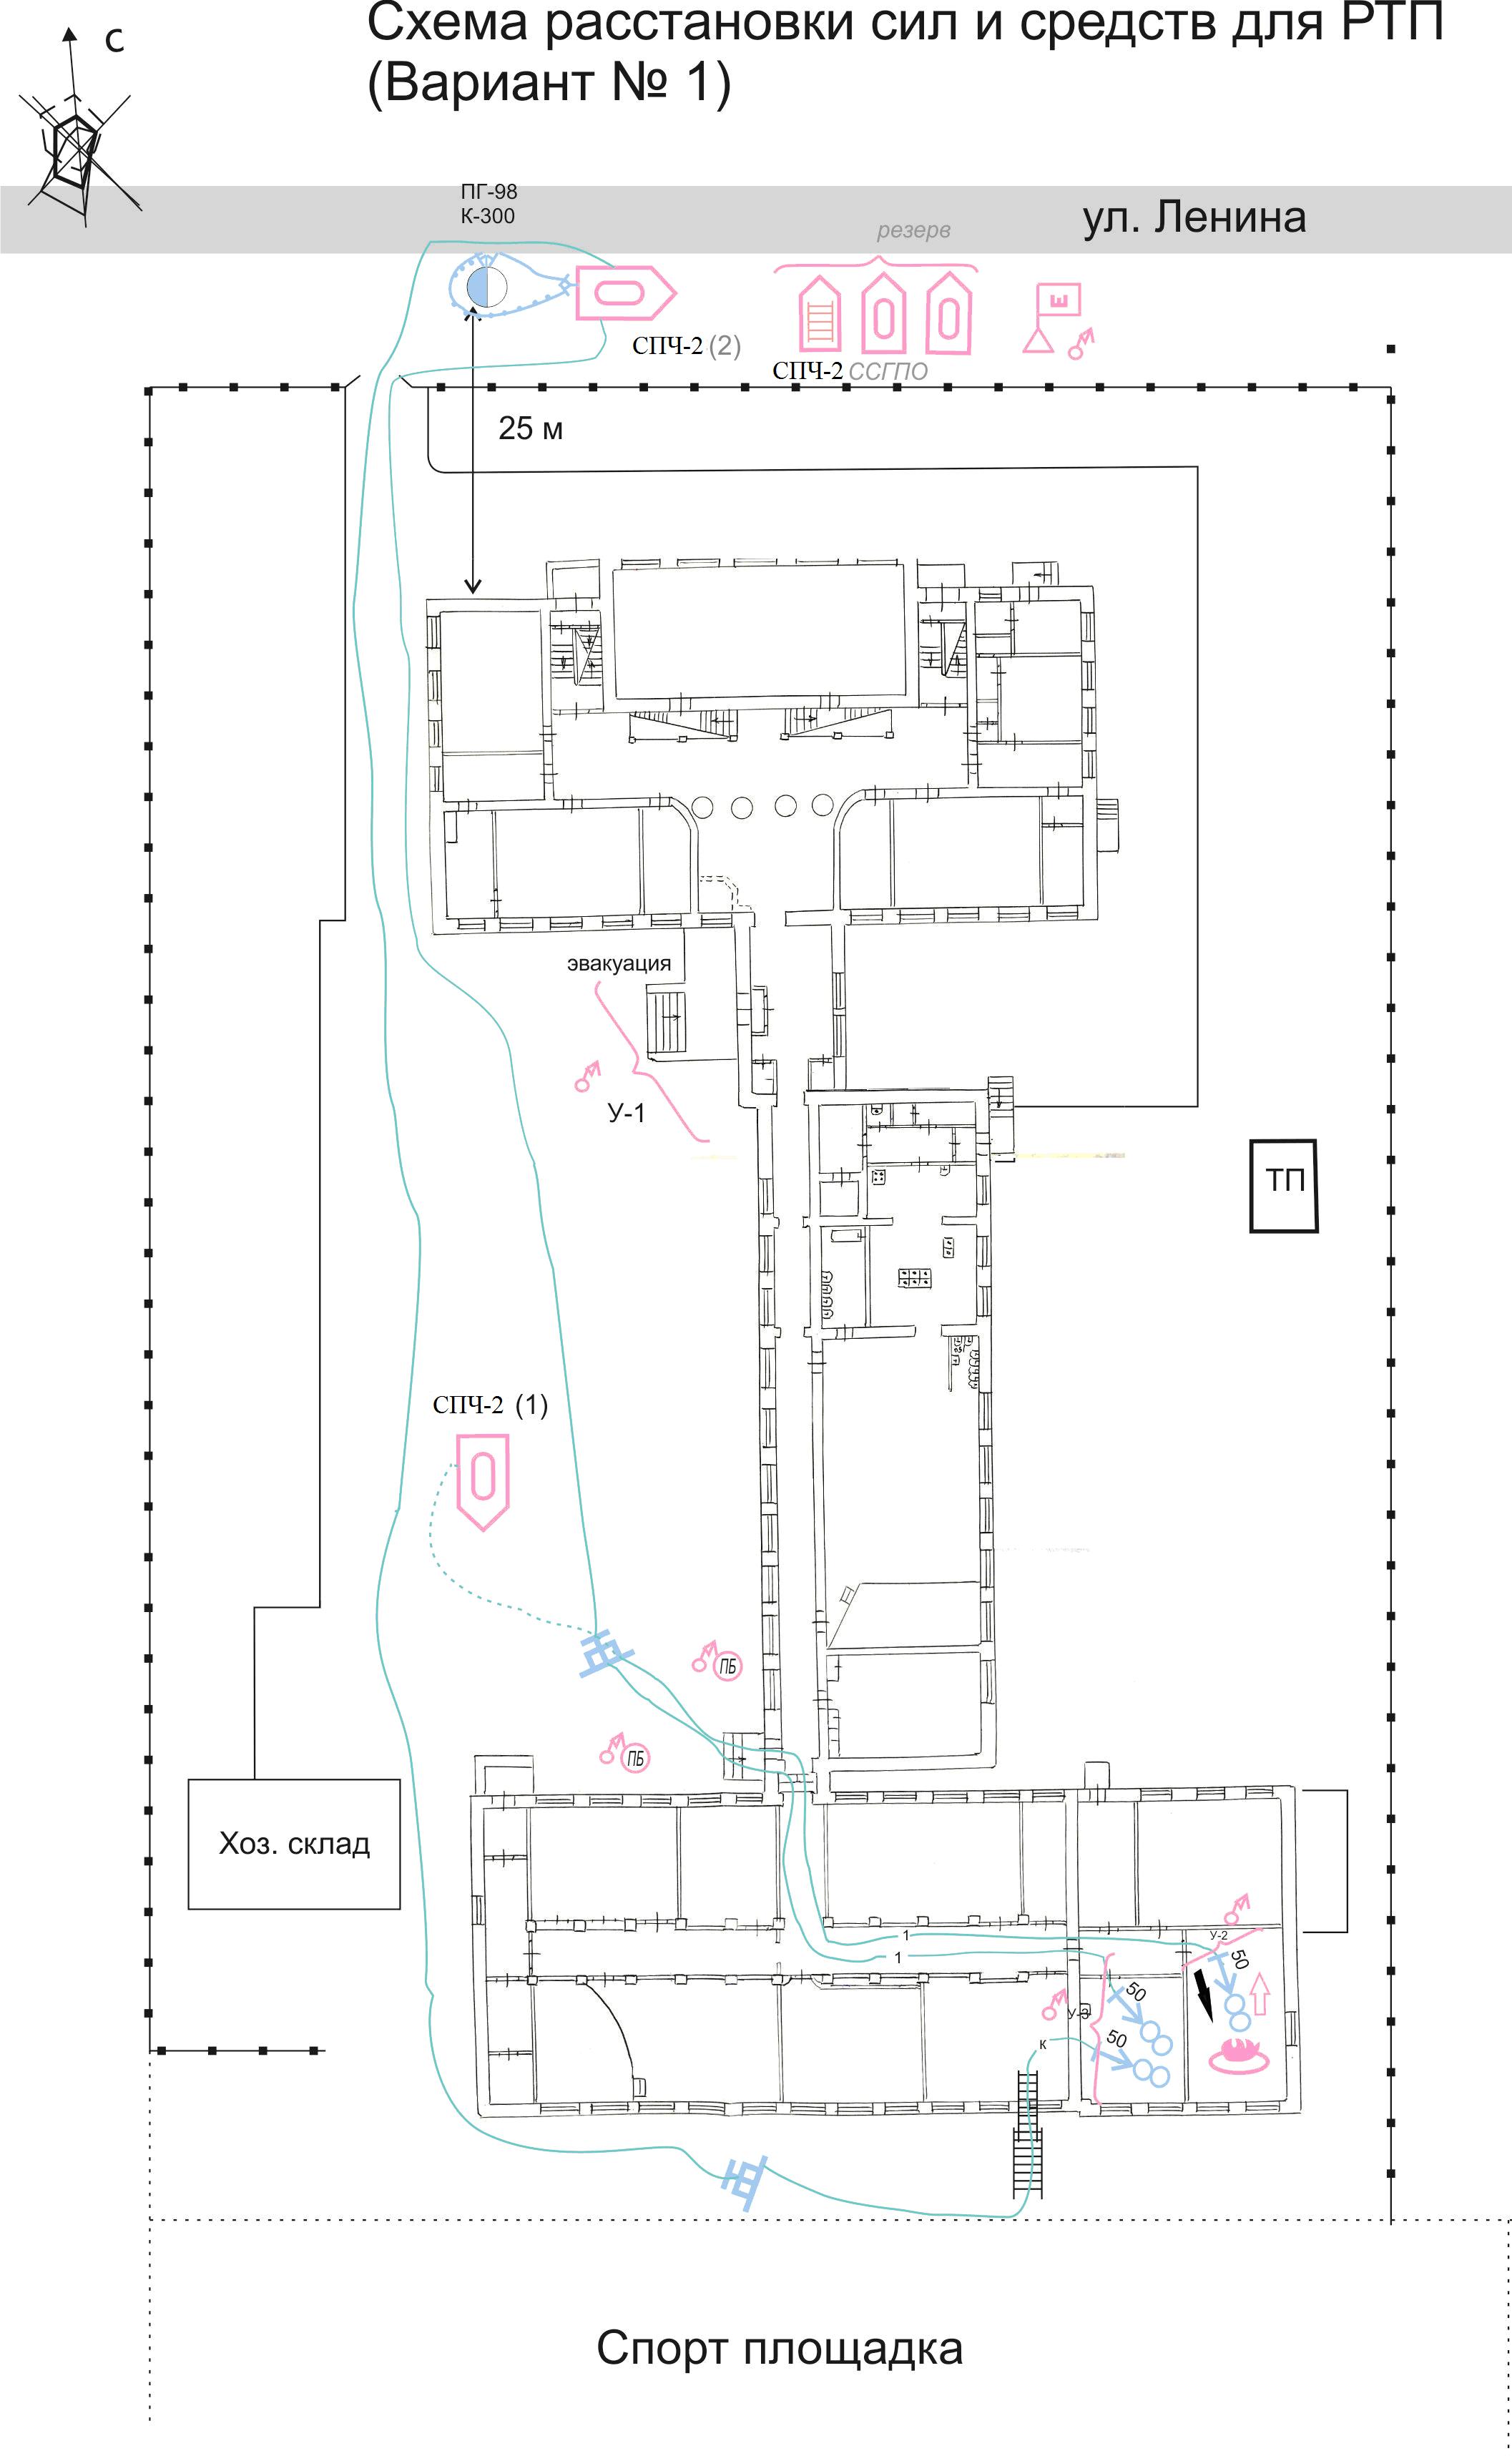 Схема расстановки сил и средств для РТП
(Вариант № 1)
С
ПГ-98
К-300
ул. Ленина
резерв
СПЧ-2 (2)
СПЧ-2 ССГПО
25 м
эвакуация
У-1
ТП
СПЧ-2 (1)
ПБ
ПБ
Хоз. склад
1
1
У-2
50
50
У-3
50
к
Спорт площадка